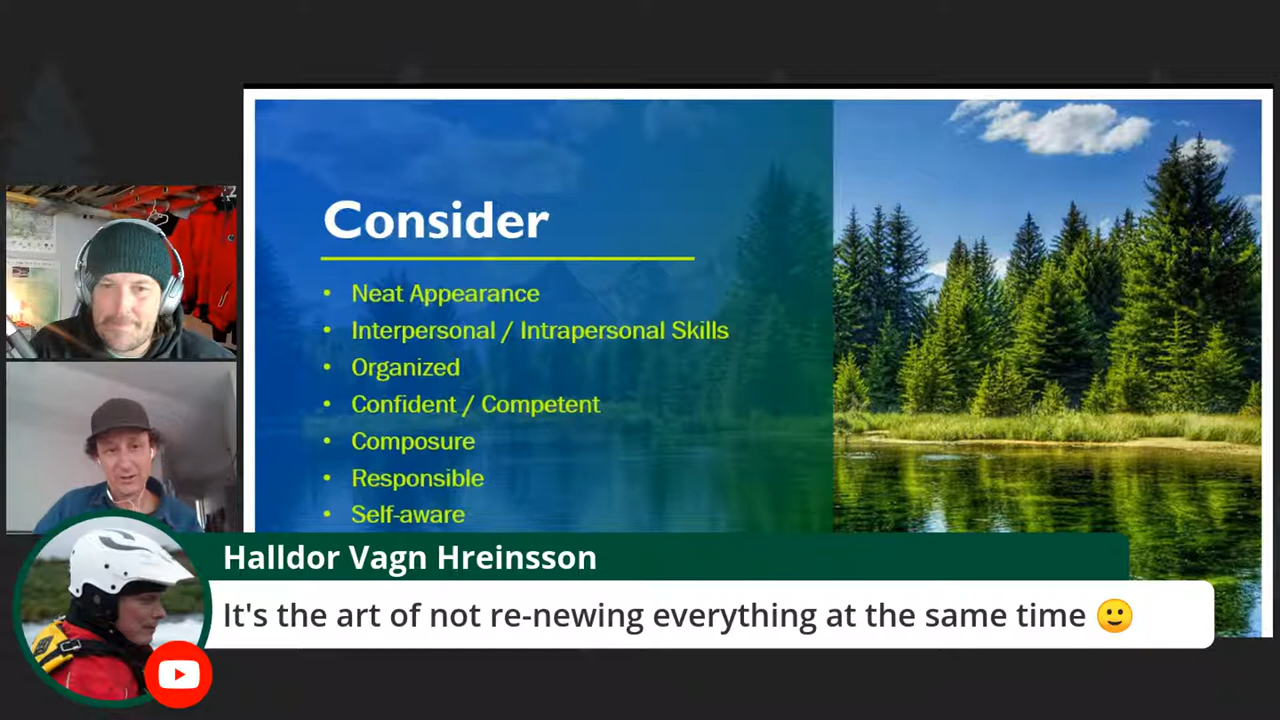 Consider
• Neat Appearance
• Interpersonal / Intrapersonal Skills
• Organized
• Confident / Competent
• Composure
• Responsible
• Self-aware
Halldor Vagn Hreinsson
It's the art of not re-newing everything at the same time 🙂